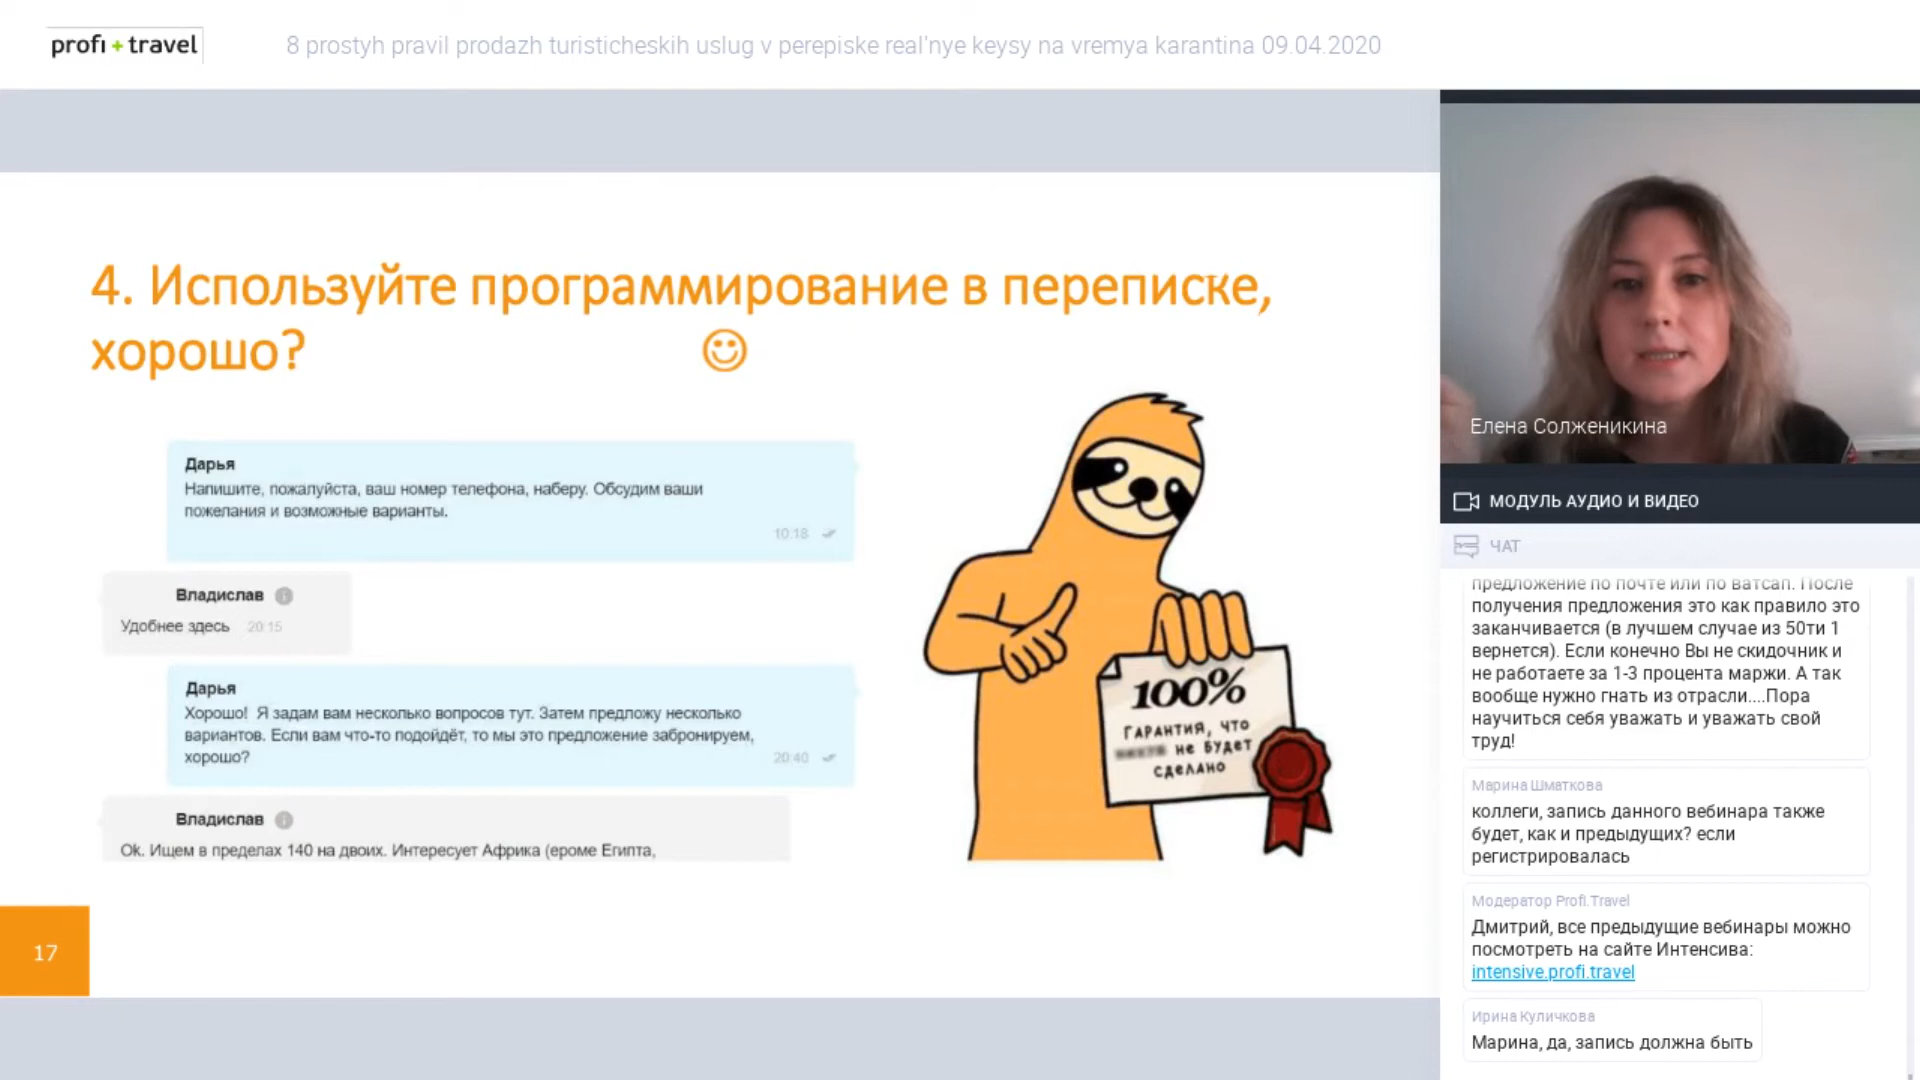 profi + travel
8 prostyh pravil prodazh turisticheskih uslug v perepiske real'nye keysy na vremya karantina 09.04.2020
4. Используйте программирование в переписке,
хорошо?
Дарья
Напишите, пожалуйста, ваш номер телефона, наберу. Обсудим ваши
пожелания и возможные варианты.
10:18
Владислав
Удобнее здесь 20:15
Дарья
Хорошо! Я задам вам несколько вопросов тут. Затем предложу несколько
вариантов. Если вам что-то подойдёт, то мы это предложение забронируем,
хорошо?
20:40
Владислав
Ok. Ищем в пределах 140 на двоих. Интересует Африка (ероме Египта,
100%
Гарантия, что
не будет
сделано
17
Елена Солженикина
МОДУЛЬ АУДИО И ВИДЕО
ЧАТ
предложение по почте или по ватсап. После
получения предложения это как правило это
заканчивается (в лучшем случае из 50ти 1
вернется). Если конечно Вы не скидочник и
не работаете за 1-3 процента маржи. А так
вообще нужно гнать из отрасли....Пора
научиться себя уважать и уважать свой
труд!
Марина Шматкова
коллеги, запись данного вебинара также
будет, как и предыдущих? если
регистрировалась
Модератор Profi.Travel
Дмитрий, все предыдущие вебинары можно
посмотреть на сайте Интенсива:
intensive.profi.travel
Ирина Куличкова
Марина, да, запись должна быть